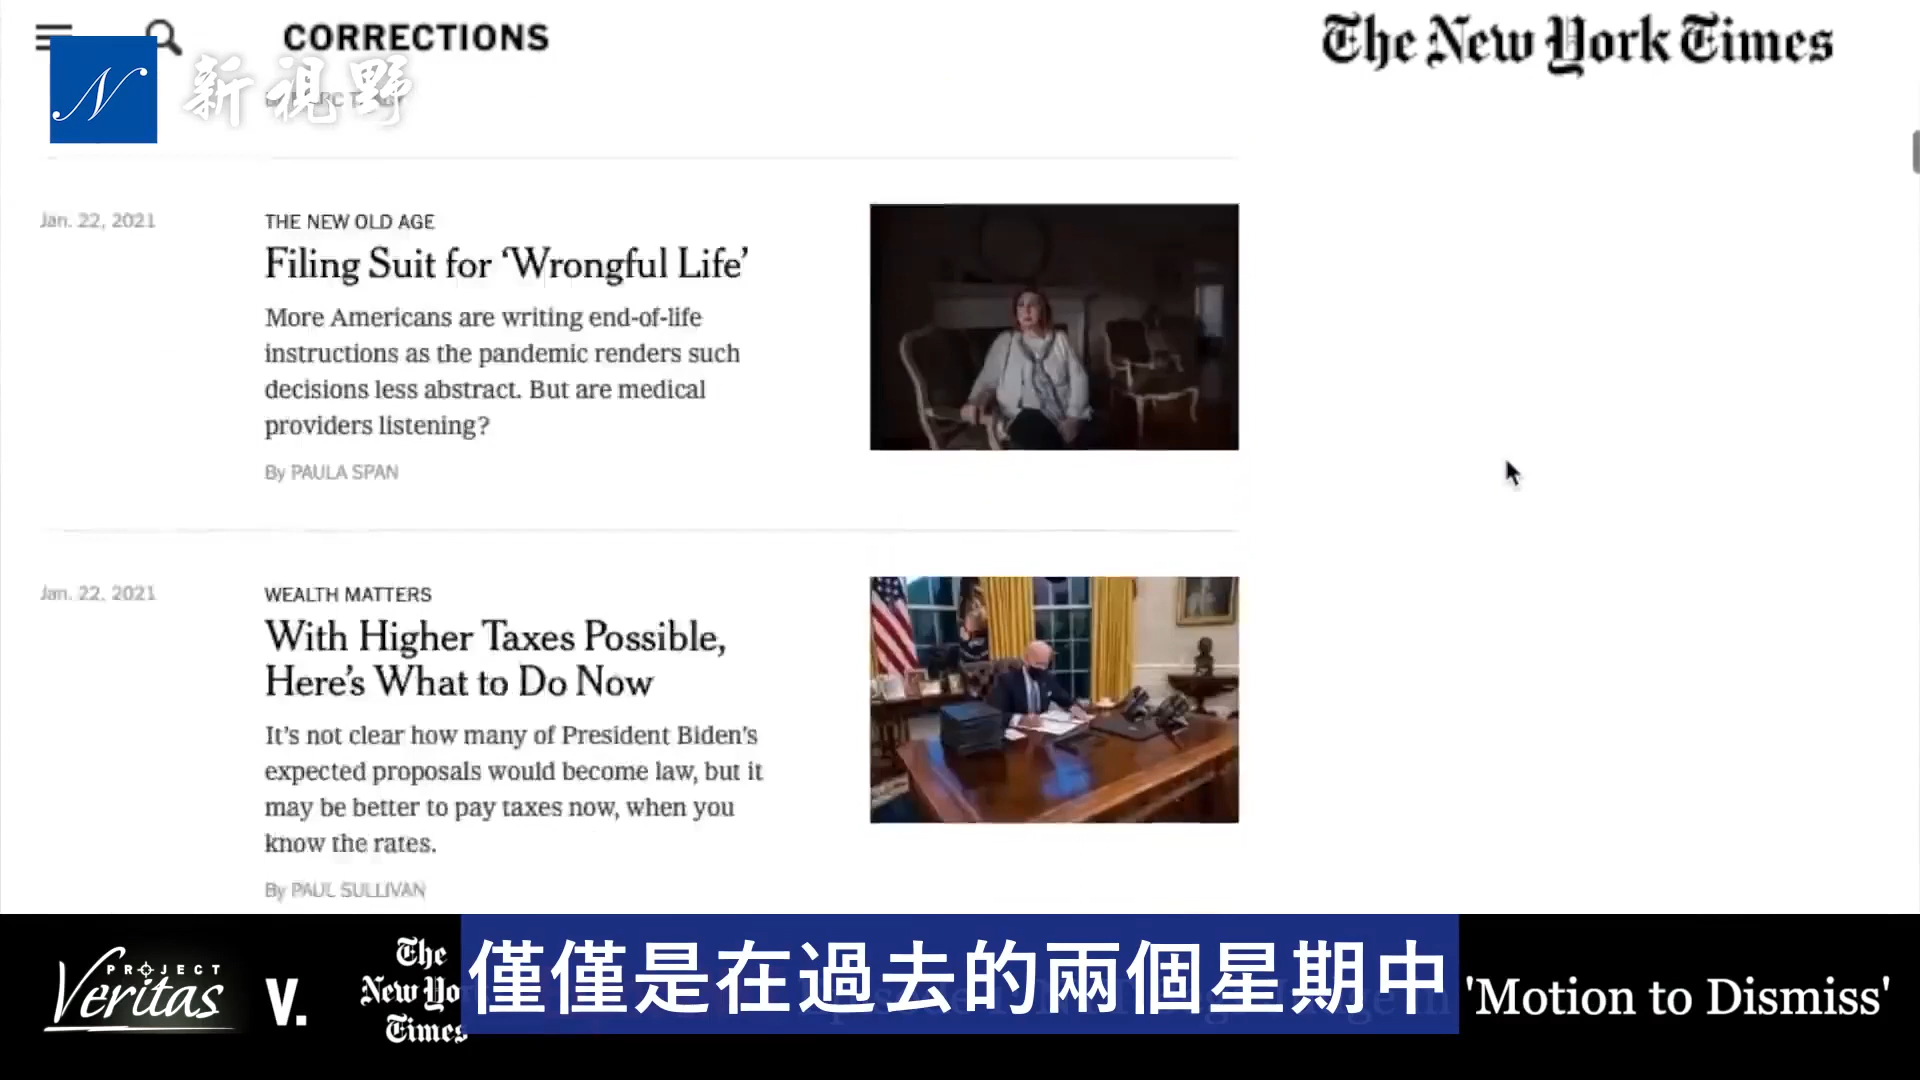 CORRECTIONS
The New York Times
N
新視野
Jan. 22, 2021
THE NEW OLD AGE
Filing Suit for ‘Wrongful Life’
More Americans are writing end-of-life
instructions as the pandemic renders such
decisions less abstract. But are medical
providers listening?
By PAULA SPAN
Jan. 22, 2021
WEALTH MATTERS
With Higher Taxes Possible,
Here’s What to Do Now
It’s not clear how many of President Biden’s
expected proposals would become law, but it
may be better to pay taxes now, when you
know the rates.
By PAUL SULLIVAN
PROJECT
Veritas
V.
The
New Yo
Times
僅僅是在過去的兩個星期中
'Motion to Dismiss'